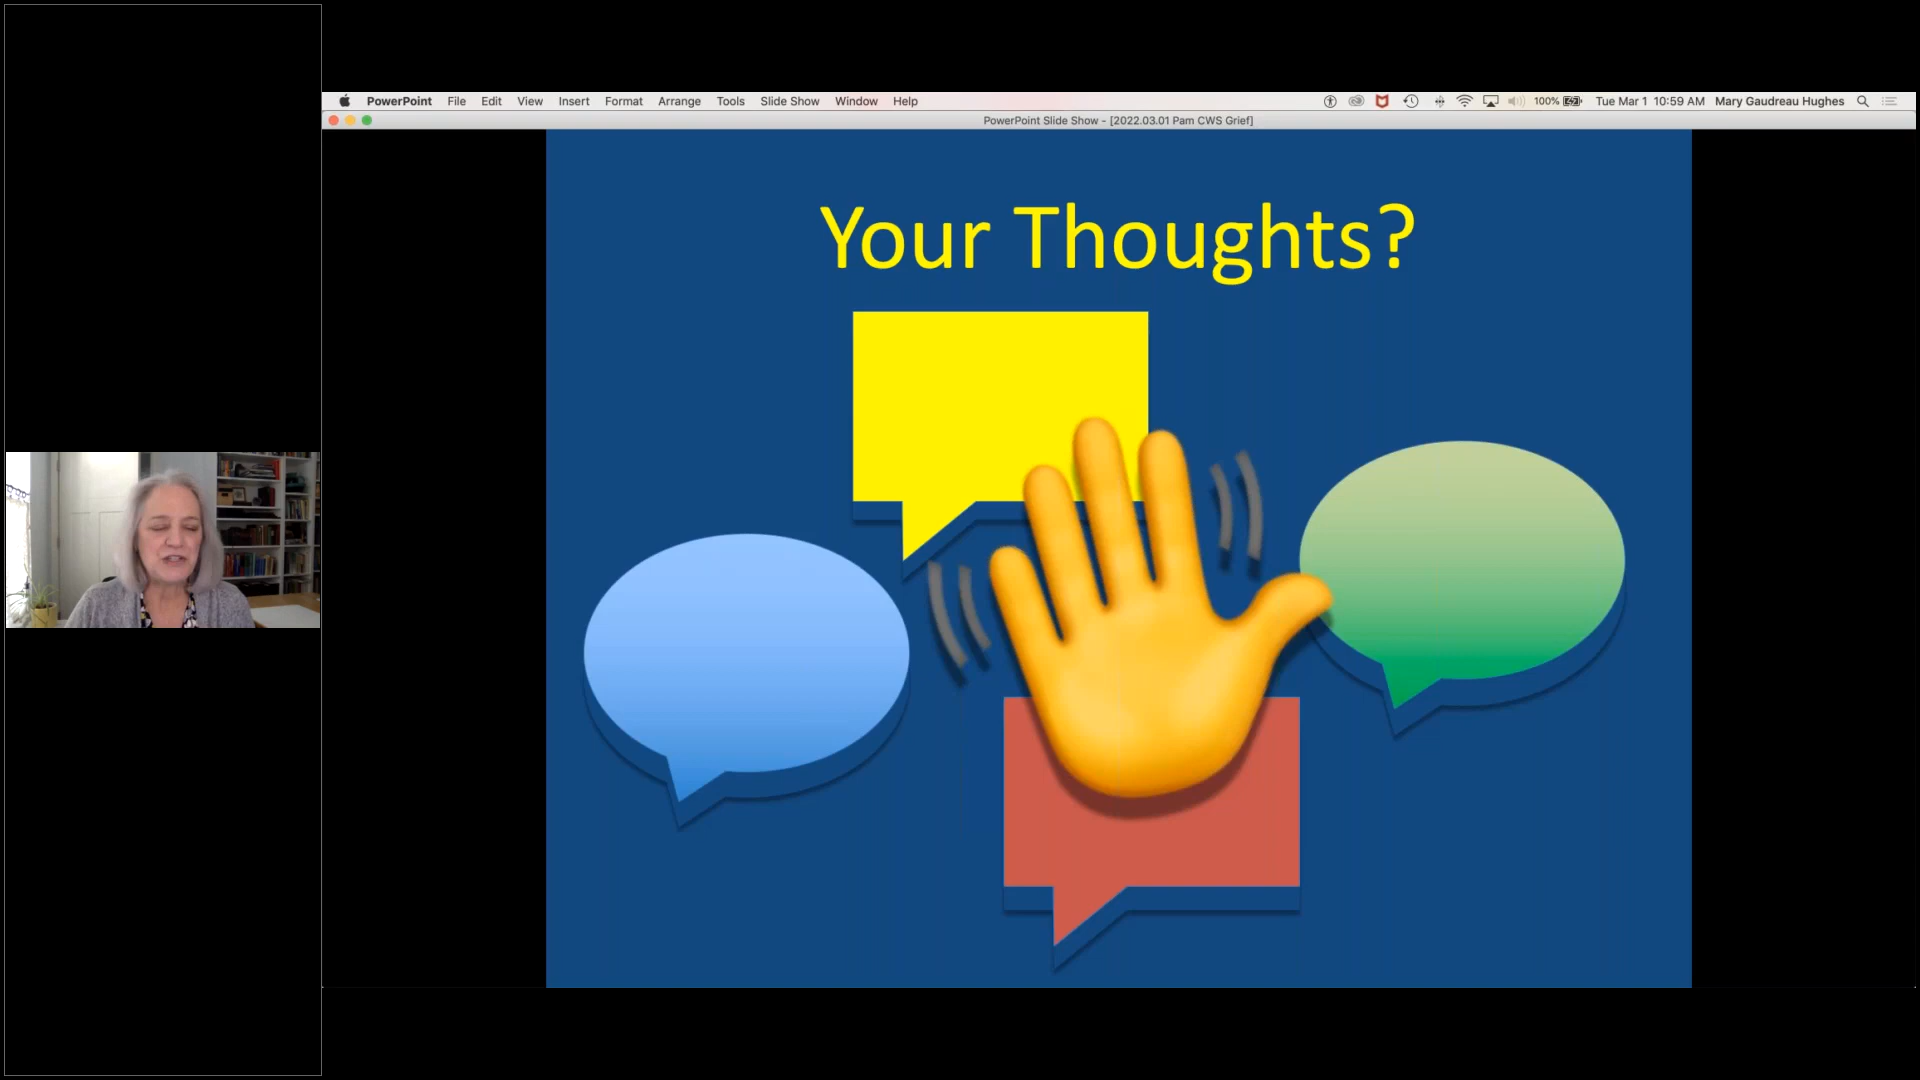 PowerPoint File Edit View Insert Format Arrange Tools Slide Show Window Help 100% Tue Mar 1 10:59 AM Mary Gaudreau Hughes
PowerPoint Slide Show - [2022.03.01 Pam CWS Grief]
Your Thoughts?